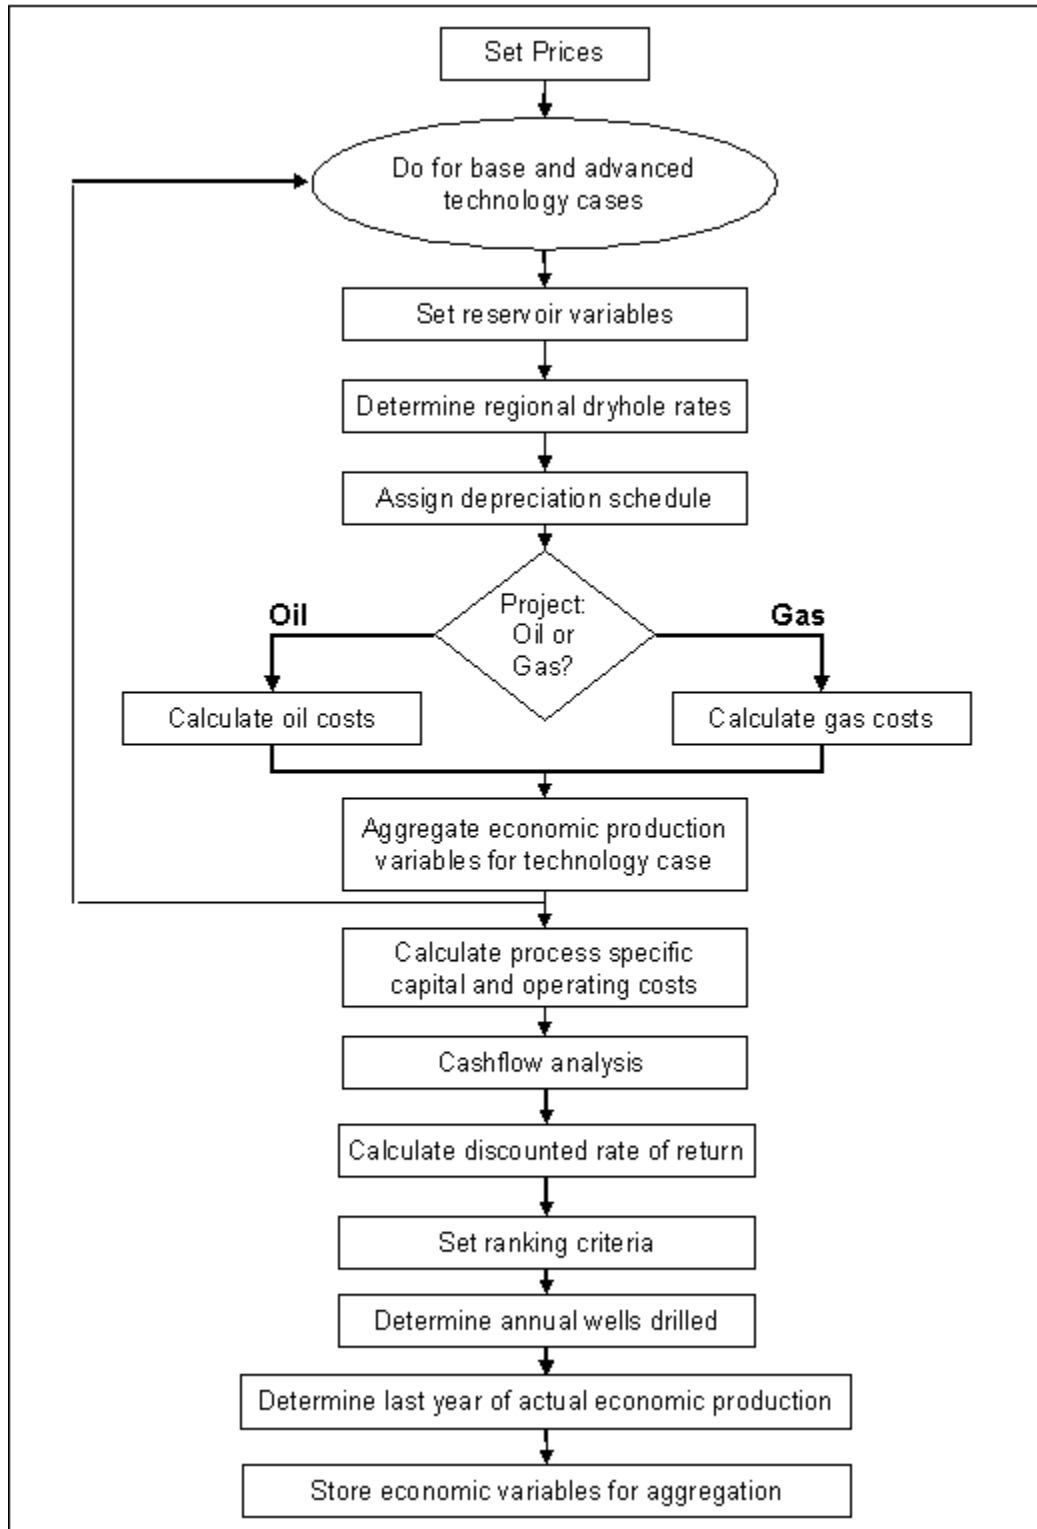 Set Prices
Do for base and advanced
technology cases
Set reservoir variables
Determine regional dryhole rates
Assign depreciation schedule
Project:
Oil or
Gas?
Oil
Gas
Calculate oil costs
Calculate gas costs
Aggregate economic production
variables for technology case
Calculate process specific
capital and operating costs
Cashflow analysis
Calculate discounted rate of return
Set ranking criteria
Determine annual wells drilled
Determine last year of actual economic production
Store economic variables for aggregation